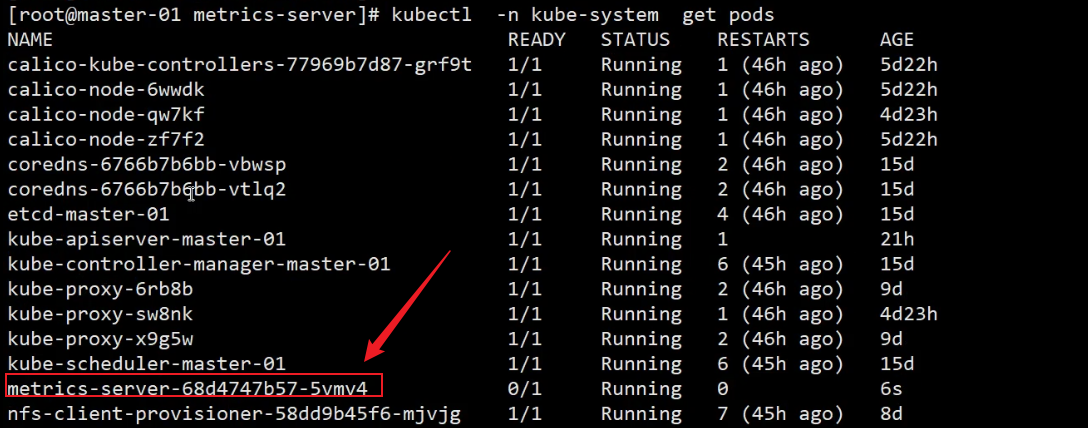 [root@master-01 metrics-server]# kubectl  -n kube-system  get pods
NAME                                       READY   STATUS    RESTARTS      AGE
calico-kube-controllers-77969b7d87-grf9t   1/1     Running   1 (46h ago)   5d22h
calico-node-6wwdk                          1/1     Running   1 (46h ago)   5d22h
calico-node-qw7kf                          1/1     Running   1 (46h ago)   4d23h
calico-node-zf7f2                          1/1     Running   1 (46h ago)   5d22h
coredns-6766b7b6bb-vbwsp                   1/1     Running   2 (46h ago)   15d
coredns-6766b7b6bb-vtlq2                   1/1     Running   2 (46h ago)   15d
etcd-master-01                             1/1     Running   4 (46h ago)   15d
kube-apiserver-master-01                   1/1     Running   1             21h
kube-controller-manager-master-01          1/1     Running   6 (45h ago)   15d
kube-proxy-6rb8b                           1/1     Running   2 (46h ago)   9d
kube-proxy-sw8nk                           1/1     Running   1 (46h ago)   4d23h
kube-proxy-x9g5w                           1/1     Running   2 (46h ago)   9d
kube-scheduler-master-01                   1/1     Running   6 (45h ago)   15d
metrics-server-68d4747b57-5vmv4            0/1     Running   0             6s
nfs-client-provisioner-58dd9b45f6-mjvjg    1/1     Running   7 (45h ago)   8d